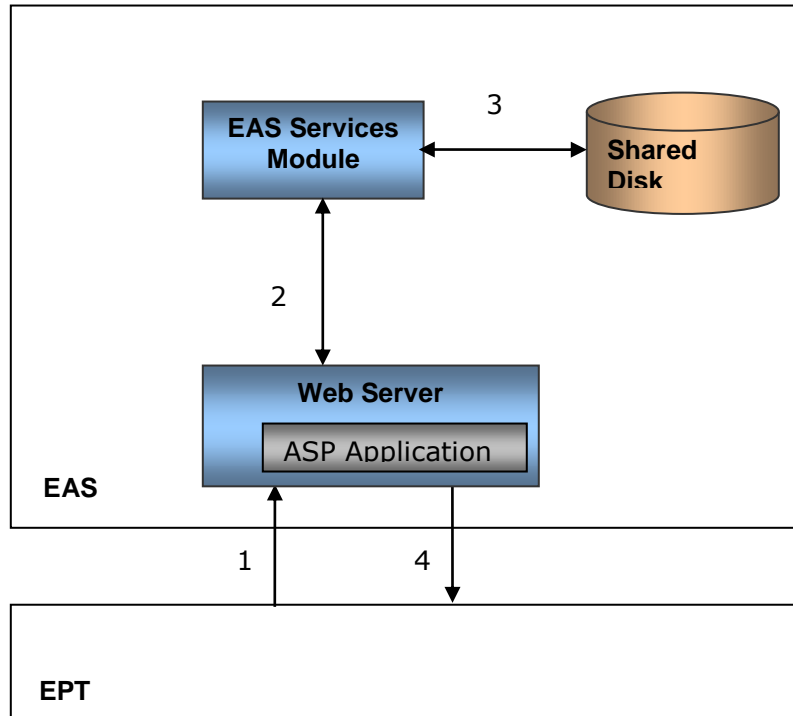 EAS Services
Module
3
Shared
Disk
2
Web Server
ASP Application
EAS
1
4
EPT